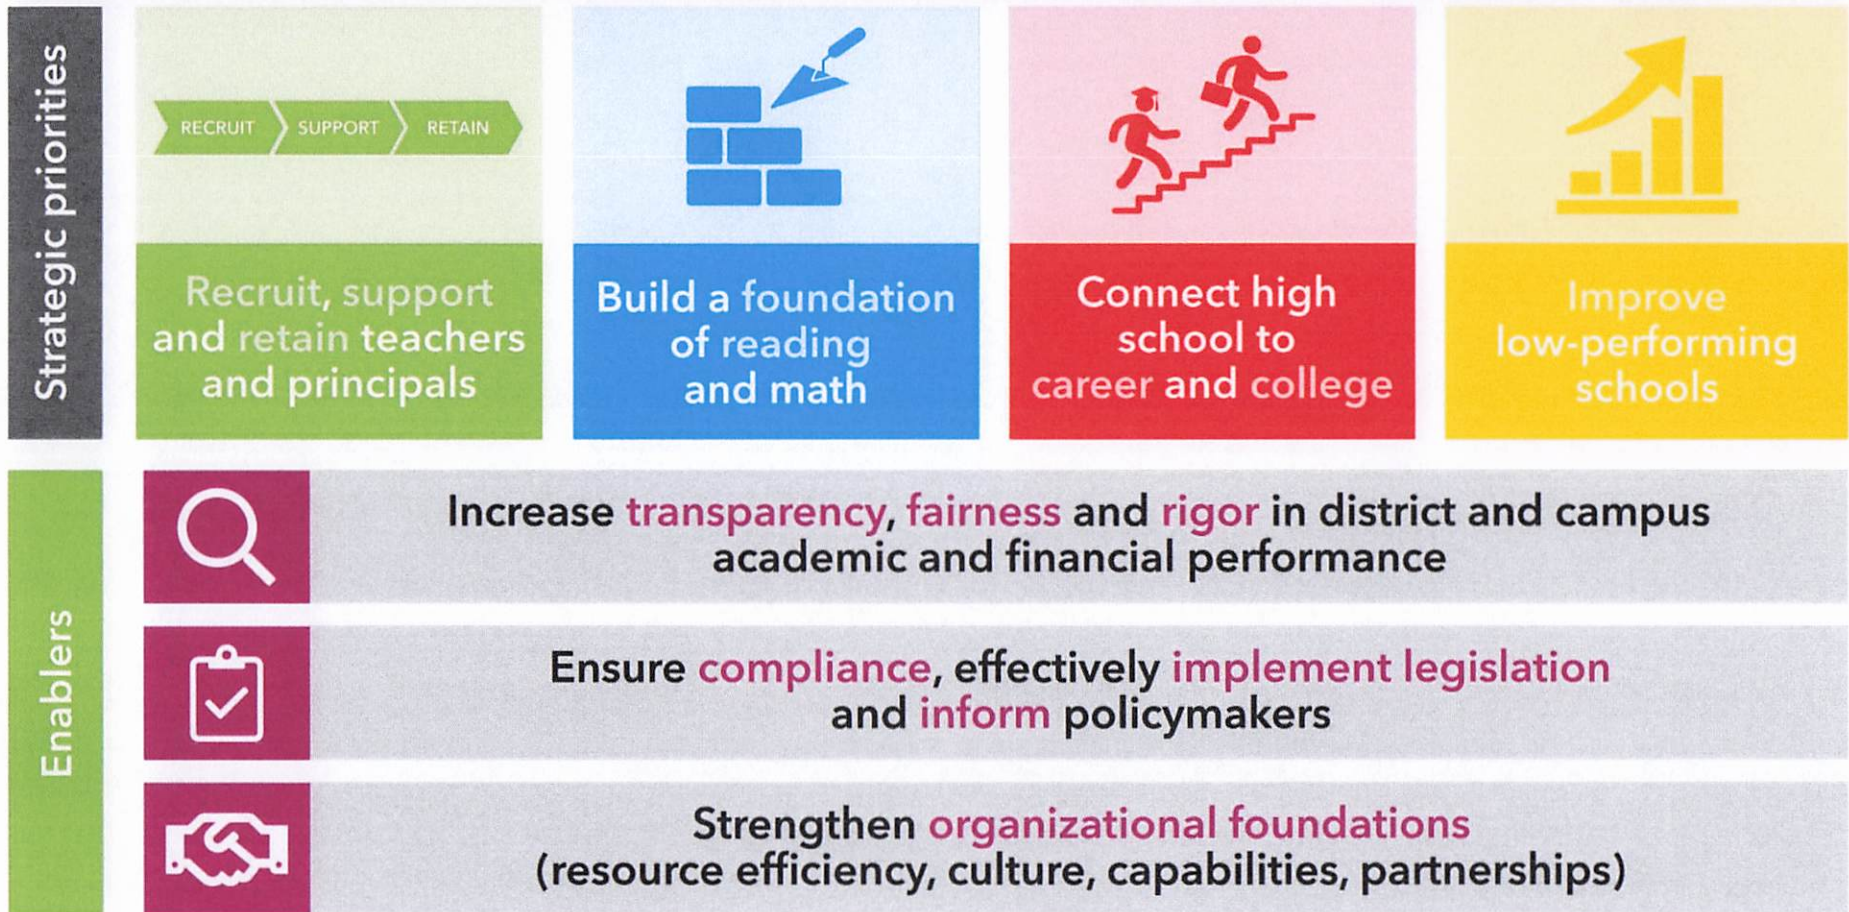 Strategic priorities
RECRUIT
SUPPORT
RETAIN
Recruit, support
and retain teachers
and principals
Build a foundation
of reading
and math
Connect high
school to
career and college
Improve
low-performing
schools
Enablers
Increase transparency, fairness and rigor in district and campus
academic and financial performance
Ensure compliance, effectively implement legislation
and inform policymakers
Strengthen organizational foundations
(resource efficiency, culture, capabilities, partnerships)